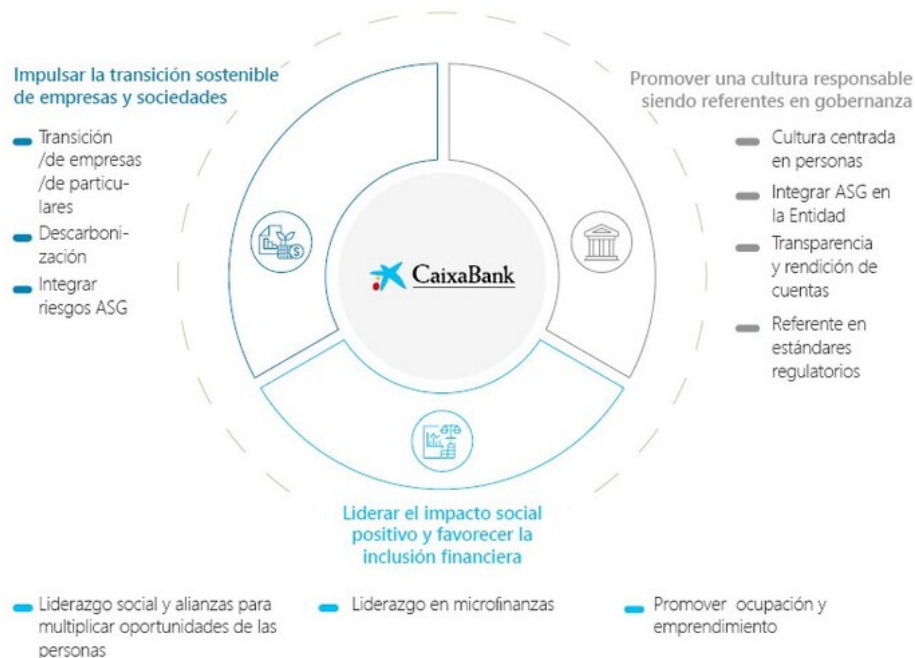 Impulsar la transición sostenible
de empresas y sociedades
Transición
/de empresas
/de particu-
lares
Descarboni-
zación
Integrar
riesgos ASG
Promover una cultura responsable
siendo referentes en gobernanza
Cultura centrada
en personas
Integrar ASG en
la Entidad
Transparencia
y rendición de
cuentas
Referente en
estándares
regulatorios
CaixaBank
Liderar el impacto social
positivo y favorecer la
inclusión financiera
Liderazgo social y alianzas para
multiplicar oportunidades de las
personas
Liderazgo en microfinanzas
Promover ocupación y
emprendimiento